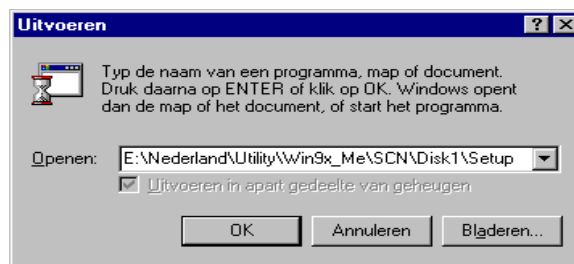 Uitvoeren
Typ de naam van een programma, map of document.
Druk daarna op ENTER of klik op OK. Windows opent
dan de map of het document, of start het programma.
Openen: E:\Nederland\Utility\Win9x_Me\SCN\Disk1\Setup
Uitvoeren in apart gedeelte van geheugen
OK Annuleren Bladeren...